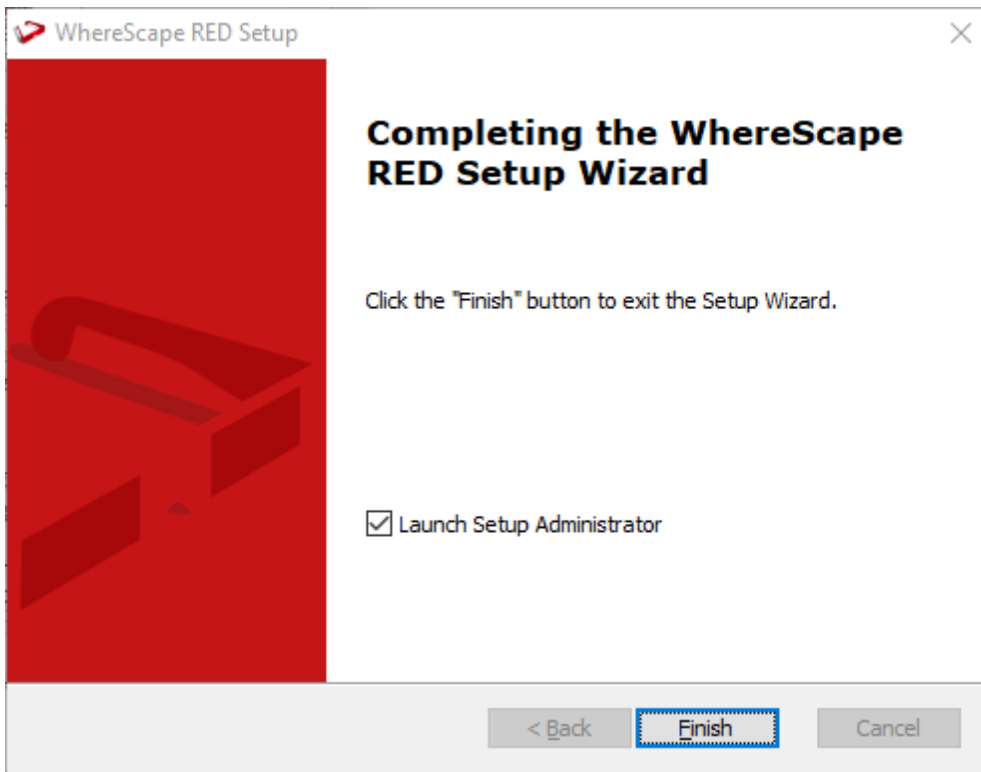 WhereScape RED Setup
Completing the WhereScape
RED Setup Wizard
Click the "Finish" button to exit the Setup Wizard.
Launch Setup Administrator
< Back
Finish
Cancel